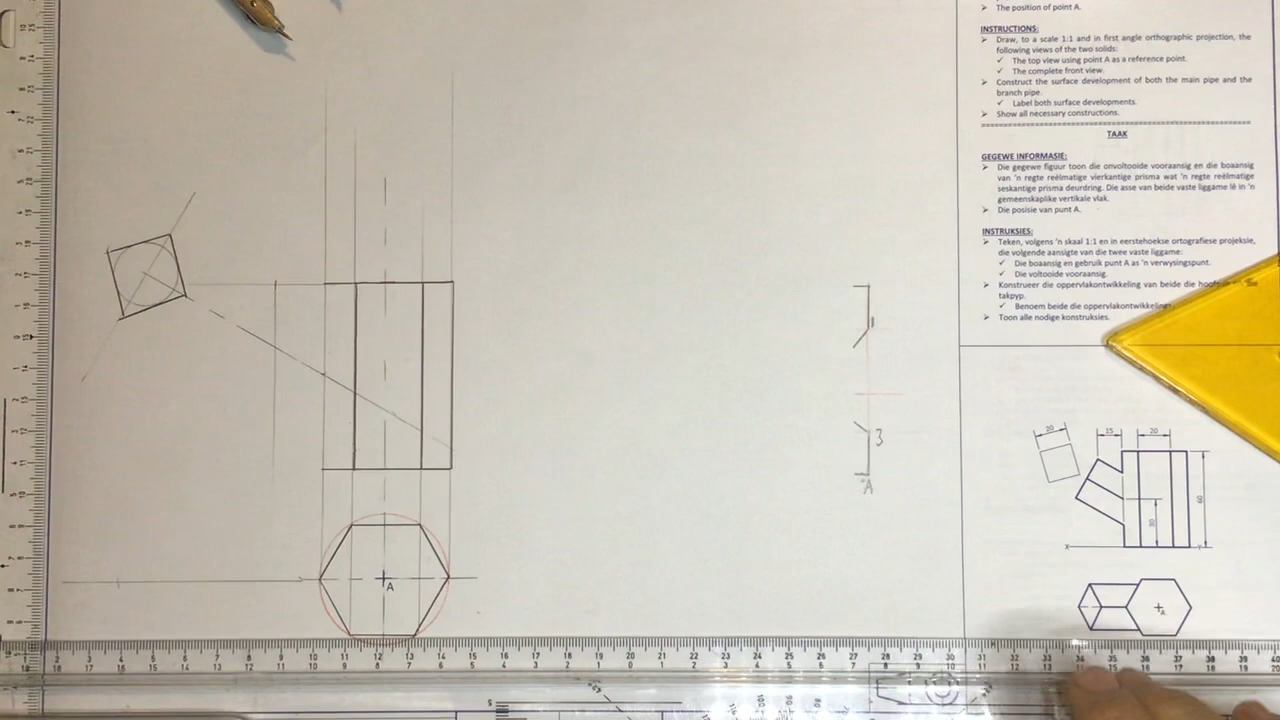 ➢ The position of point A.
INSTRUCTIONS:
➢ Draw, to a scale 1:1 and in first angle orthographic projection, the
following views of the two solids:
✓ The top view using point A as a reference point.
✓ The complete front view.
➢ Construct the surface development of both the main pipe and the
branch pipe.
✓ Label both surface developments.
➢ Show all necessary constructions.
TAAK
GEGEWE INFORMASIE:
➢ Die gegewe figuur toon die onvoltooide vooraansig en die boaansig
van 'n regte reëlmatige vierkantige prisma wat 'n regte reëlmatige
seskantige prisma deurdring. Die asse van beide vaste liggame lê in 'n
gemeenskaplike vertikale vlak.
➢ Die posisie van punt A.
INSTRUKSIES:
➢ Teken, volgens 'n skaal 1:1 en in eerstehoekse ortografiese projeksie,
die volgende aansigte van die twee vaste liggame:
✓ Die boaansig en gebruik punt A as 'n verwysingspunt.
✓ Die voltooide vooraansig.
➢ Konstrueer die oppervlakontwikkeling van beide die
takpyp.
✓ Benoem beide die
➢ Toon alle nodige konstruksies.
1
3
A
A
20
15
20
60
30
X
Y
A